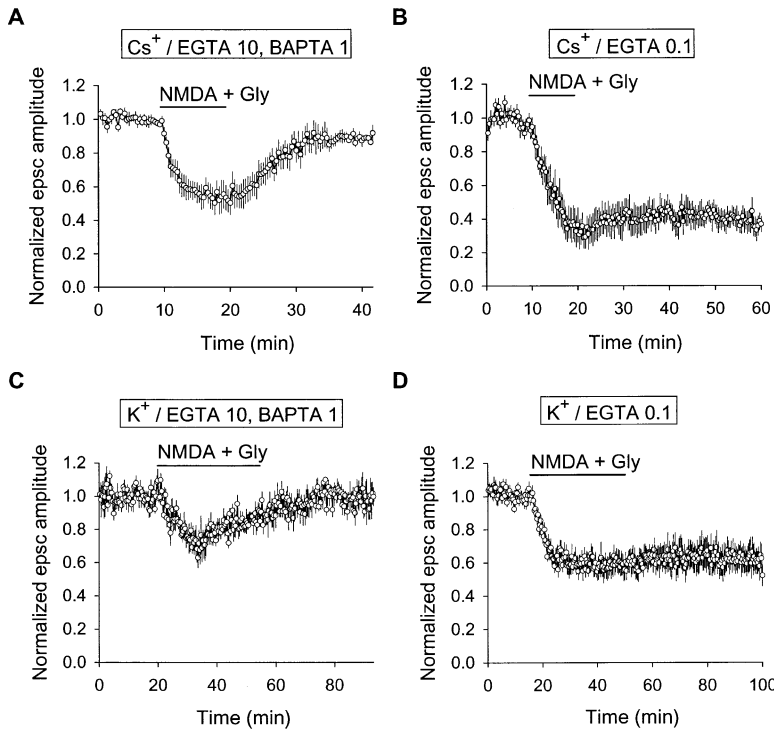 A
Cs+ / EGTA 10, BAPTA 1
NMDA + Gly
Normalized epsc amplitude
1.2
1.0
0.8
0.6
0.4
0.2
0.0
0 10 20 30 40
Time (min)
B
Cs+ / EGTA 0.1
NMDA + Gly
Normalized epsc amplitude
1.2
1.0
0.8
0.6
0.4
0.2
0.0
0 10 20 30 40 50 60
Time (min)
C
K+ / EGTA 10, BAPTA 1
NMDA + Gly
Normalized epsc amplitude
1.2
1.0
0.8
0.6
0.4
0.2
0.0
0 20 40 60 80
Time (min)
D
K+ / EGTA 0.1
NMDA + Gly
Normalized epsc amplitude
1.2
1.0
0.8
0.6
0.4
0.2
0.0
0 20 40 60 80 100
Time (min)